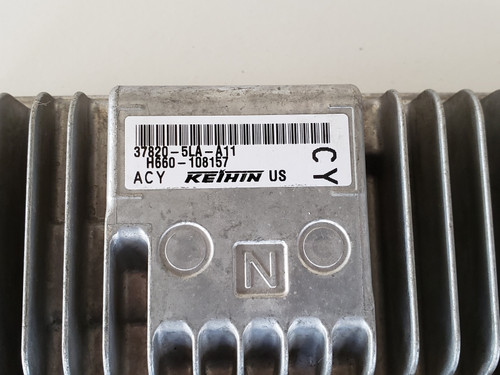 37820-5LA-A11
H660-108157
ACY KEIHIN US
CY
N